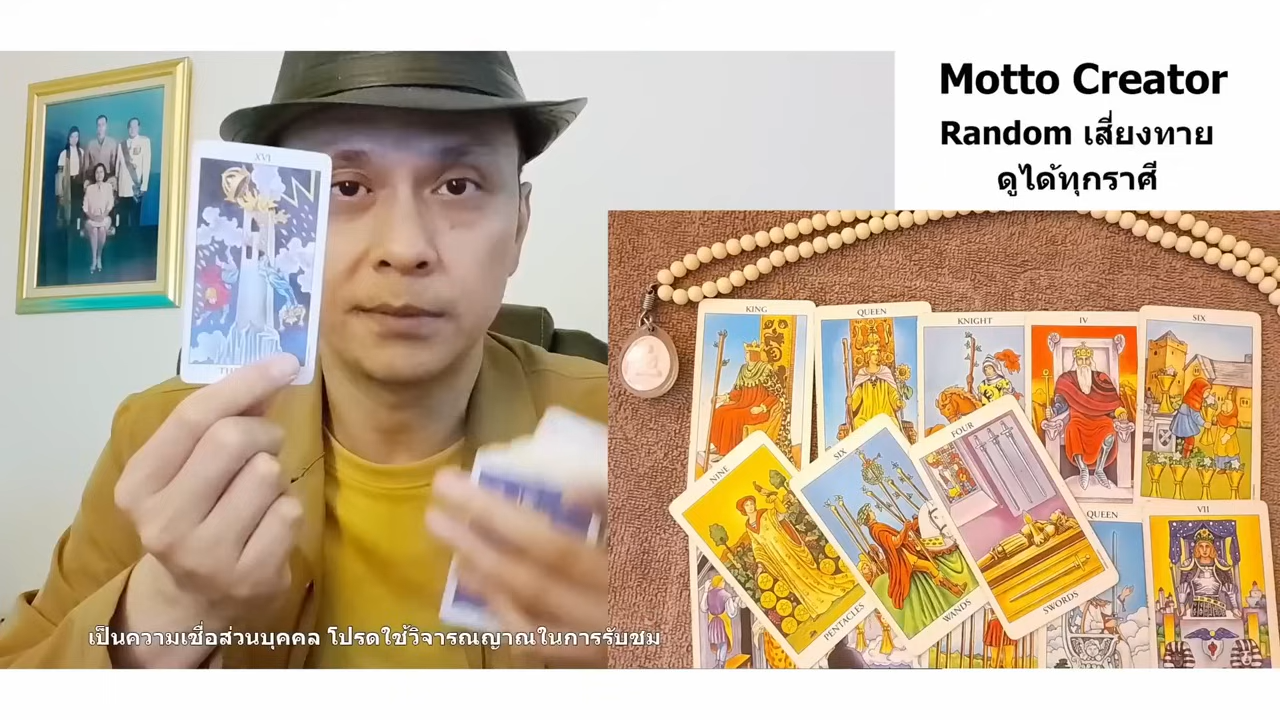 Motto Creator
Random เสี่ยงทาย
ดูได้ทุกราศี
XVI
KING
QUEEN
KNIGHT
IV
SIX
NINE
PENTACLES
SIX
WANDS
FOUR
SWORDS
QUEEN
VII
เป็นความเชื่อส่วนบุคคล โปรดใช้วิจารณญาณในการรับชม